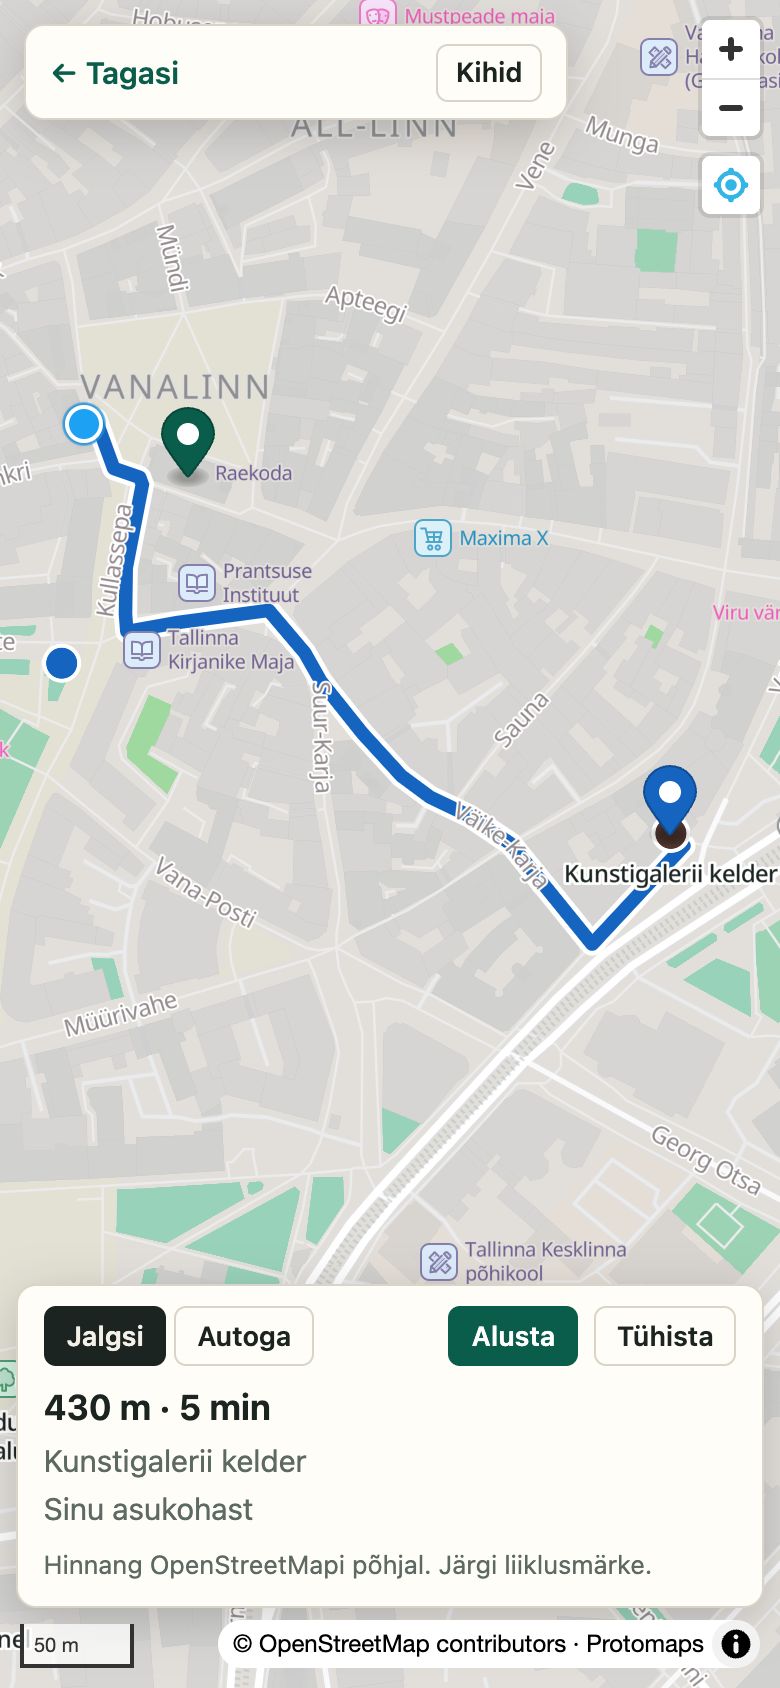 Mustpeade maja
← Tagasi
Kihid
ALL-LINN
Munga
Vene
Mündi
Apteegi
VANALINN
Raekoda
Kullassepa
Maxima X
Prantsuse
Instituut
Tallinna
Kirjanike Maja
Suur-Karja
Sauna
Väike-Karja
Kunstigalerii kelder
Vana-Posti
Müürivahe
Georg Otsa
Tallinna Kesklinna
põhikool
Jalgsi
Autoga
Alusta
Tühista
430 m · 5 min
Kunstigalerii kelder
Sinu asukohast
Hinnang OpenStreetMapi põhjal. Järgi liiklusmärke.
50 m
© OpenStreetMap contributors · Protomaps